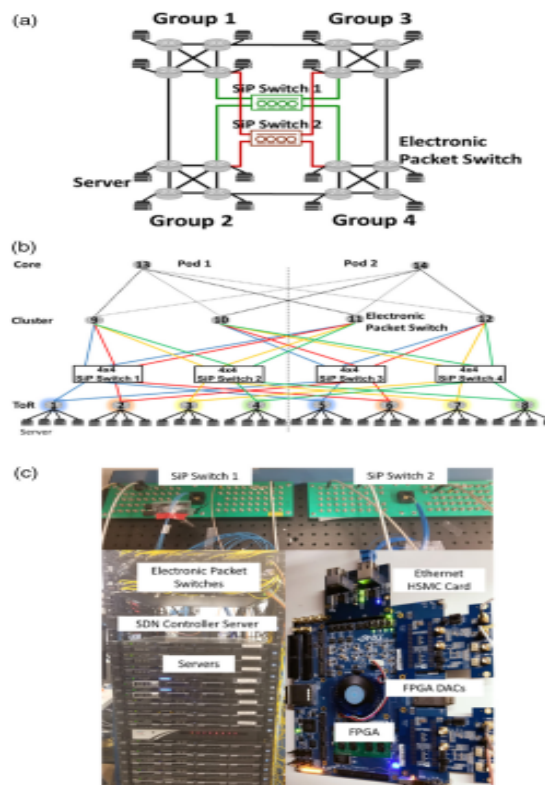 (a)
Group 1
Group 3
SiP Switch 1
SiP Switch 2
Electronic
Packet Switch
Server
Group 2
Group 4
(b)
Core
13
Pod 1
Pod 2
14
Cluster
9
10
11
Electronic
Packet Switch
12
4x4
SiP Switch 1
4x4
SiP Switch 2
4x4
SiP Switch 3
4x4
SiP Switch 4
ToR
1
2
3
4
5
6
7
8
Server
(c)
SiP Switch 1
SiP Switch 2
Electronic Packet
Switches
Ethernet
HSMC Card
SDN Controller Server
Servers
FPGA DACs
FPGA